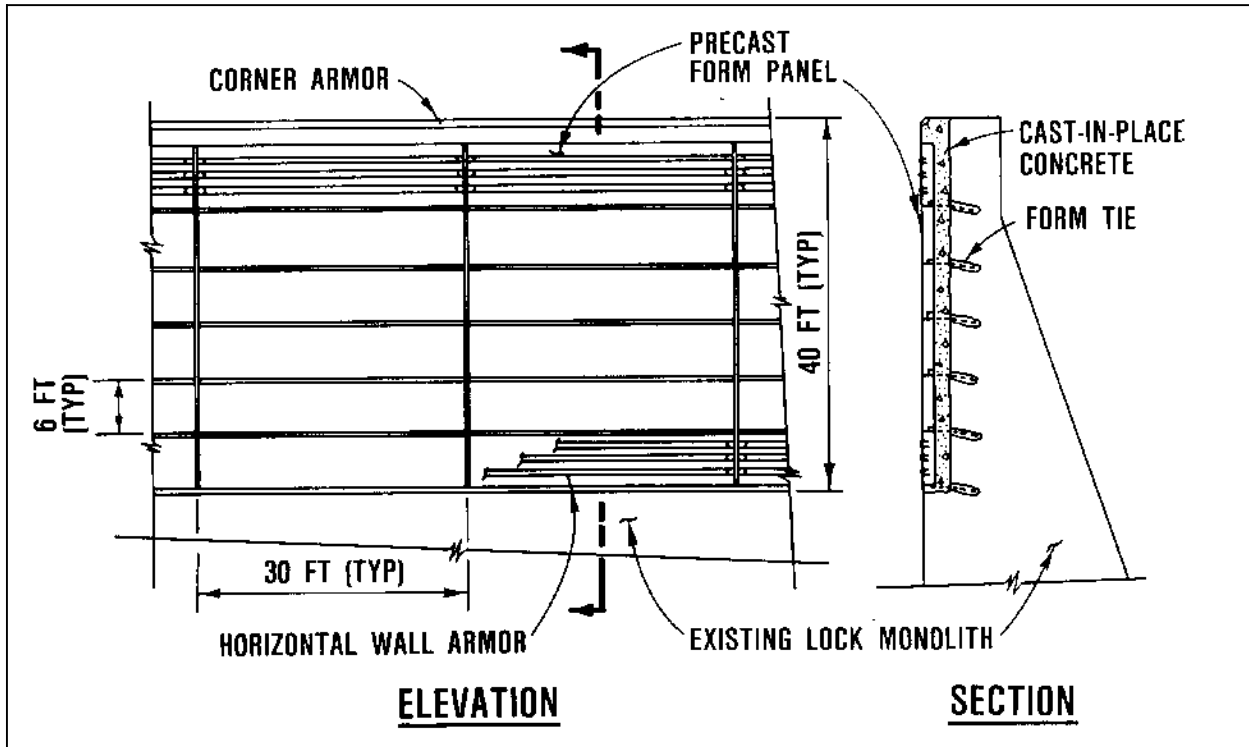 PRECAST
FORM PANEL
CORNER ARMOR
CAST-IN-PLACE
CONCRETE
FORM TIE
40 FT (TYP)
6 FT
(TYP)
30 FT (TYP)
HORIZONTAL WALL ARMOR
EXISTING LOCK MONOLITH
ELEVATION
SECTION